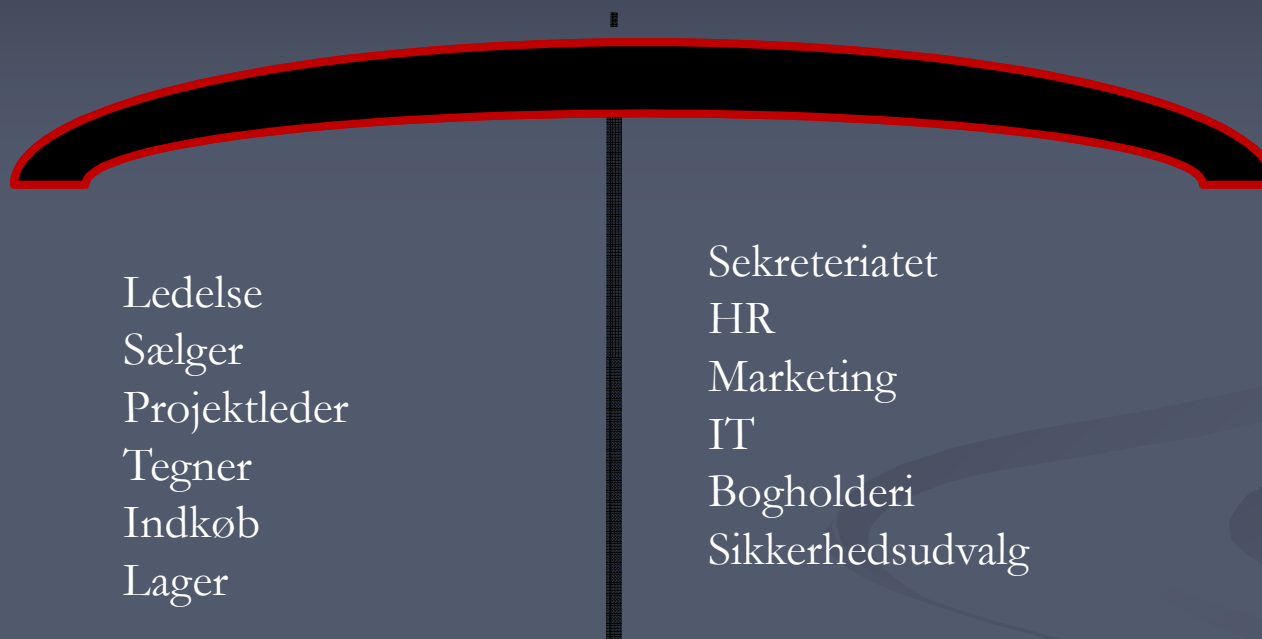 Ledelse
Sælger
Projektleder
Tegner
Indkøb
Lager
Sekreteriatet
HR
Marketing
IT
Bogholderi
Sikkerhedsudvalg